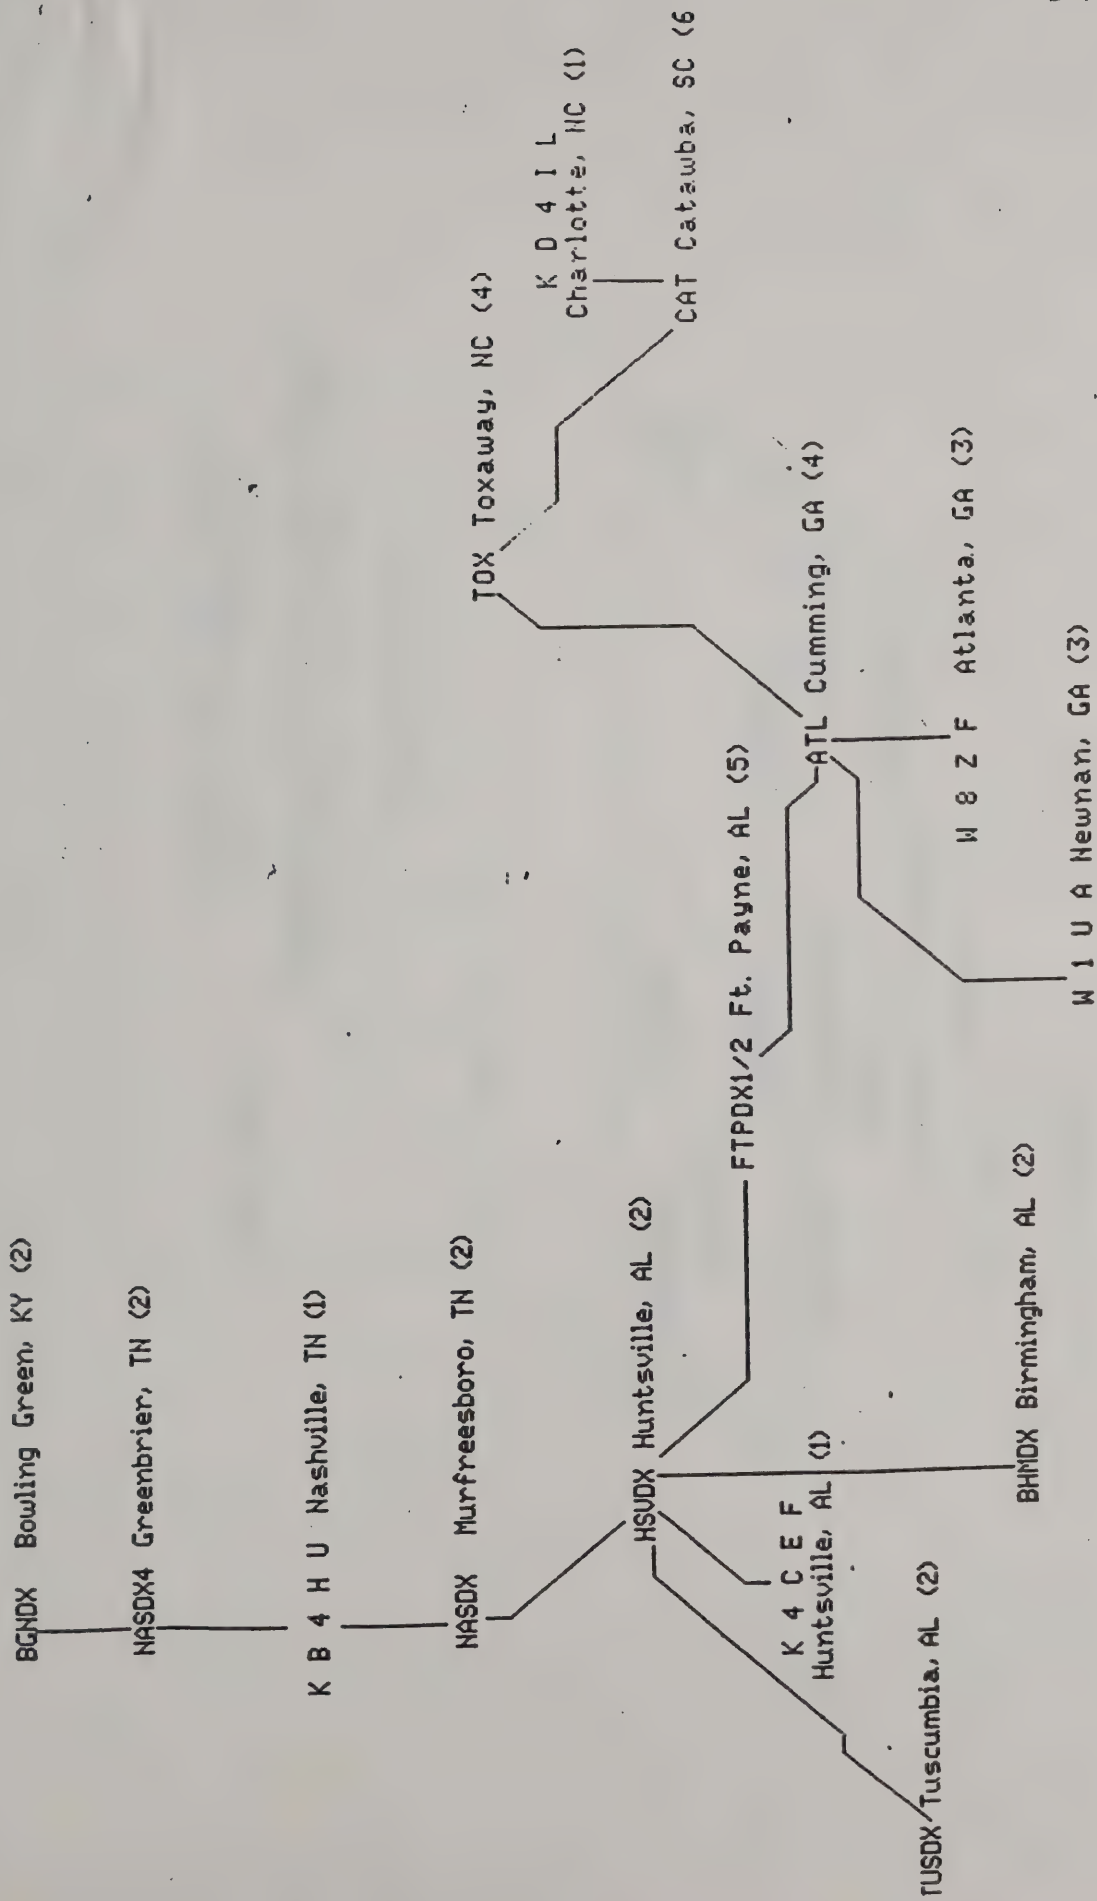 BGNDX Bowling Green, KY (2)
NASDX4 Greenbrier, TN (2)
K B 4 H U Nashville, TN (1)
NASDX Murfreesboro, TN (2)
HSVDX Huntsville, AL (2)
K 4 C E F
Huntsville, AL (1)
TUSDX Tuscumbia, AL (2)
BHMDX Birmingham, AL (2)
FTPDX1/2 Ft. Payne, AL (5)
TOX Toxaway, NC (4)
K D 4 I L
Charlotte, NC (1)
CAT Catawba, SC (6
ATL Cumming, GA (4)
W 8 Z F Atlanta, GA (3)
W 1 U A Newnan, GA (3)